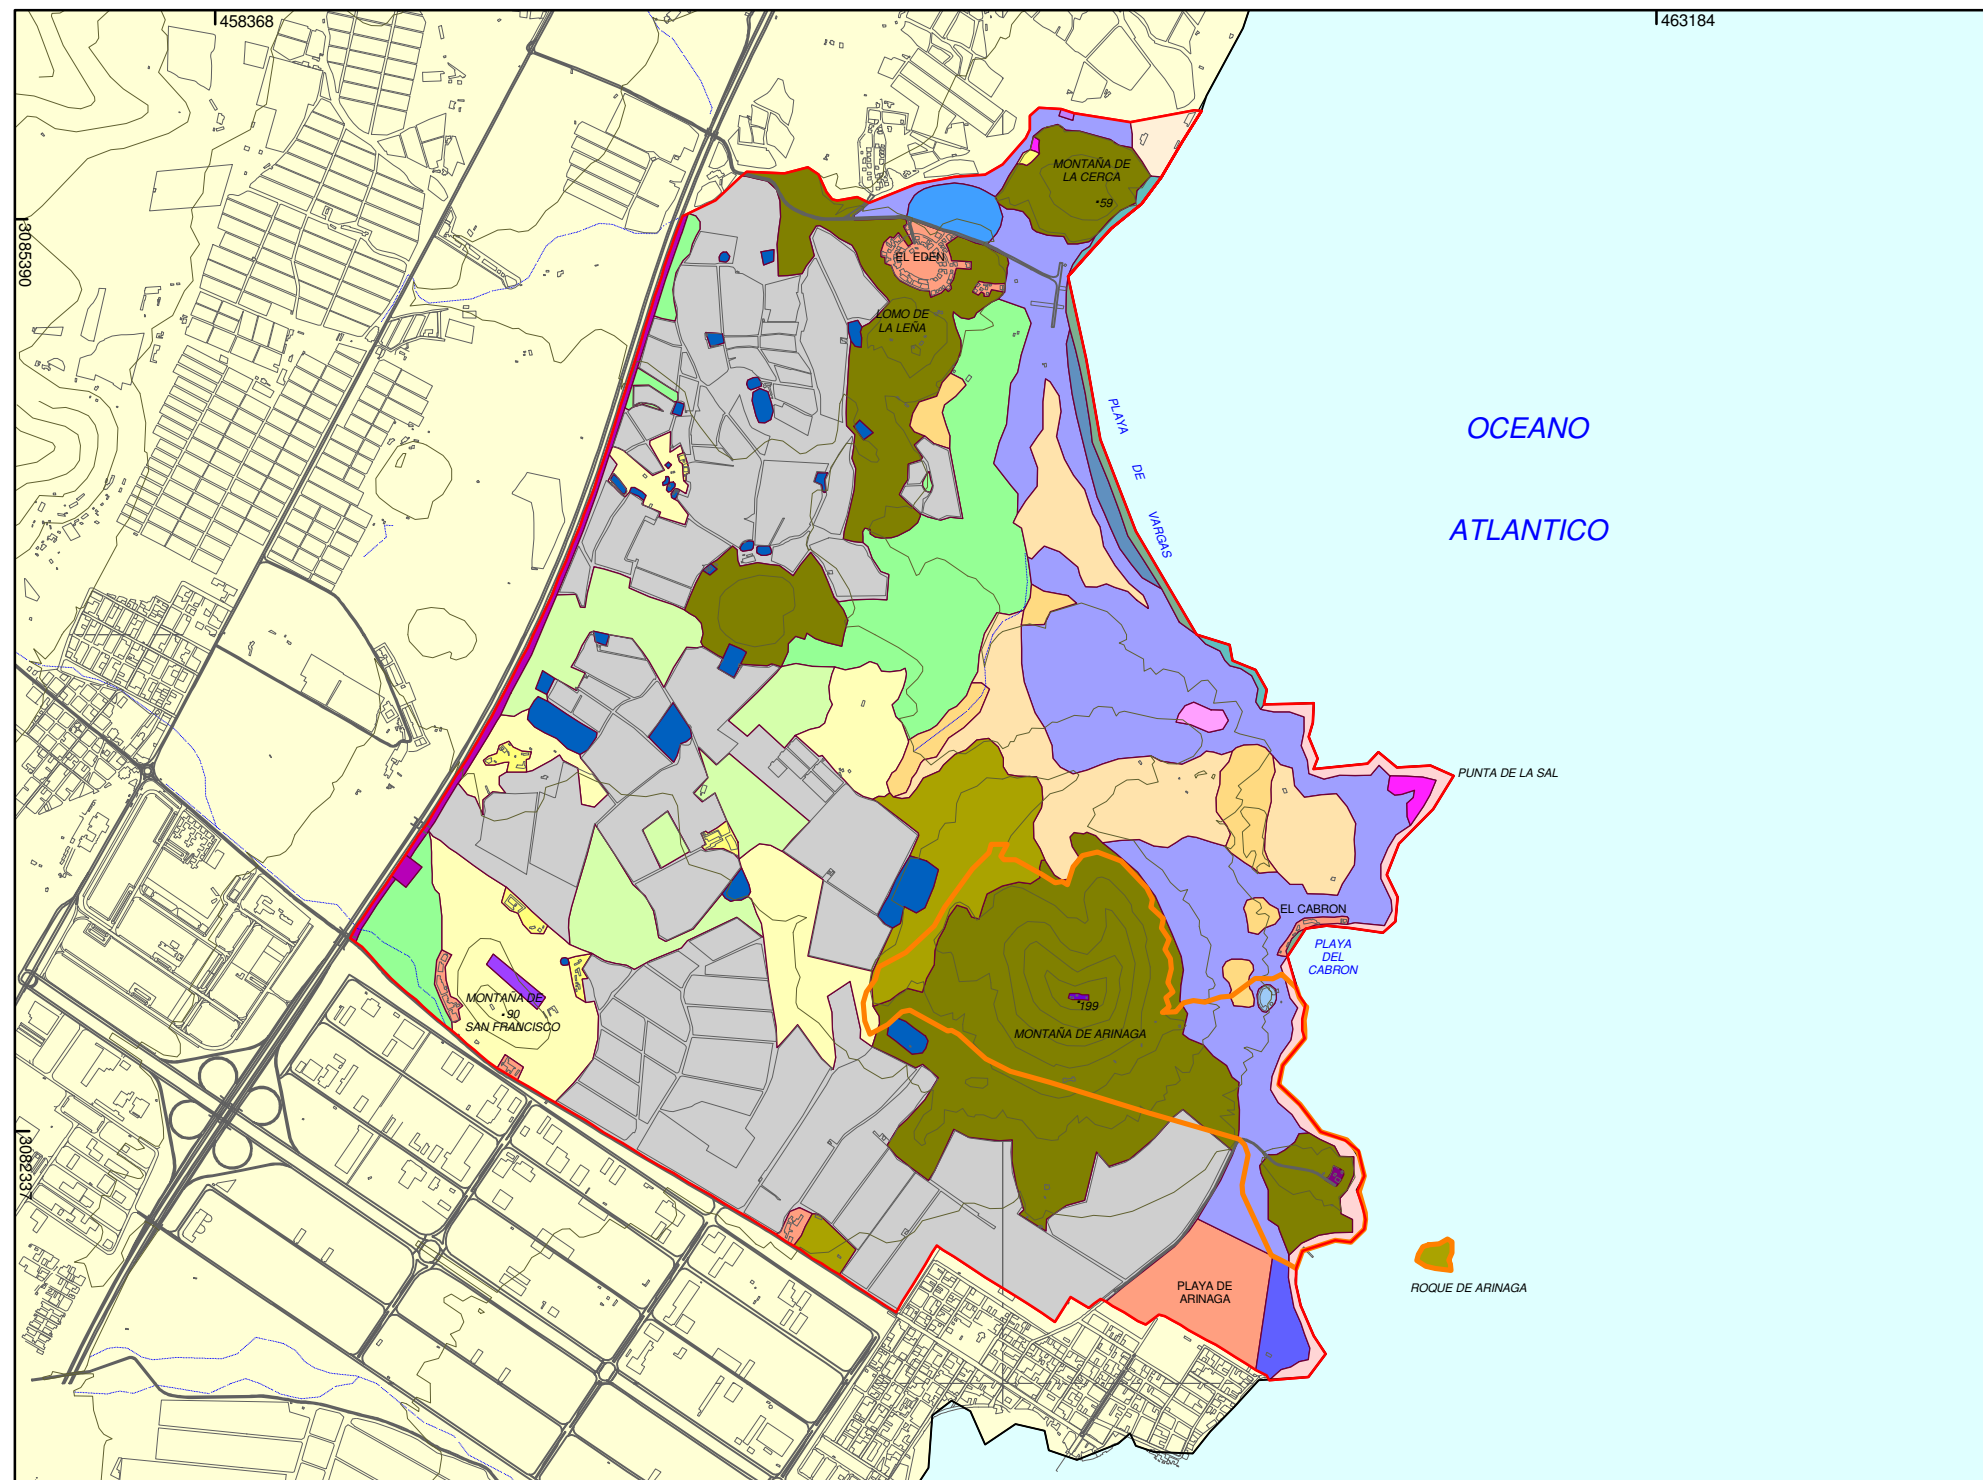 458368
463184
3085390
3082337
MONTAÑA DE
LA CERCA
59
EL EDEN
LOMO DE
LA LEÑA
PLAYA
DE
VARGAS
OCEANO
ATLANTICO
PUNTA DE LA SAL
EL CABRON
PLAYA
DEL
CABRON
MONTAÑA DE
90
SAN FRANCISCO
199
MONTAÑA DE ARINAGA
PLAYA DE
ARINAGA
ROQUE DE ARINAGA